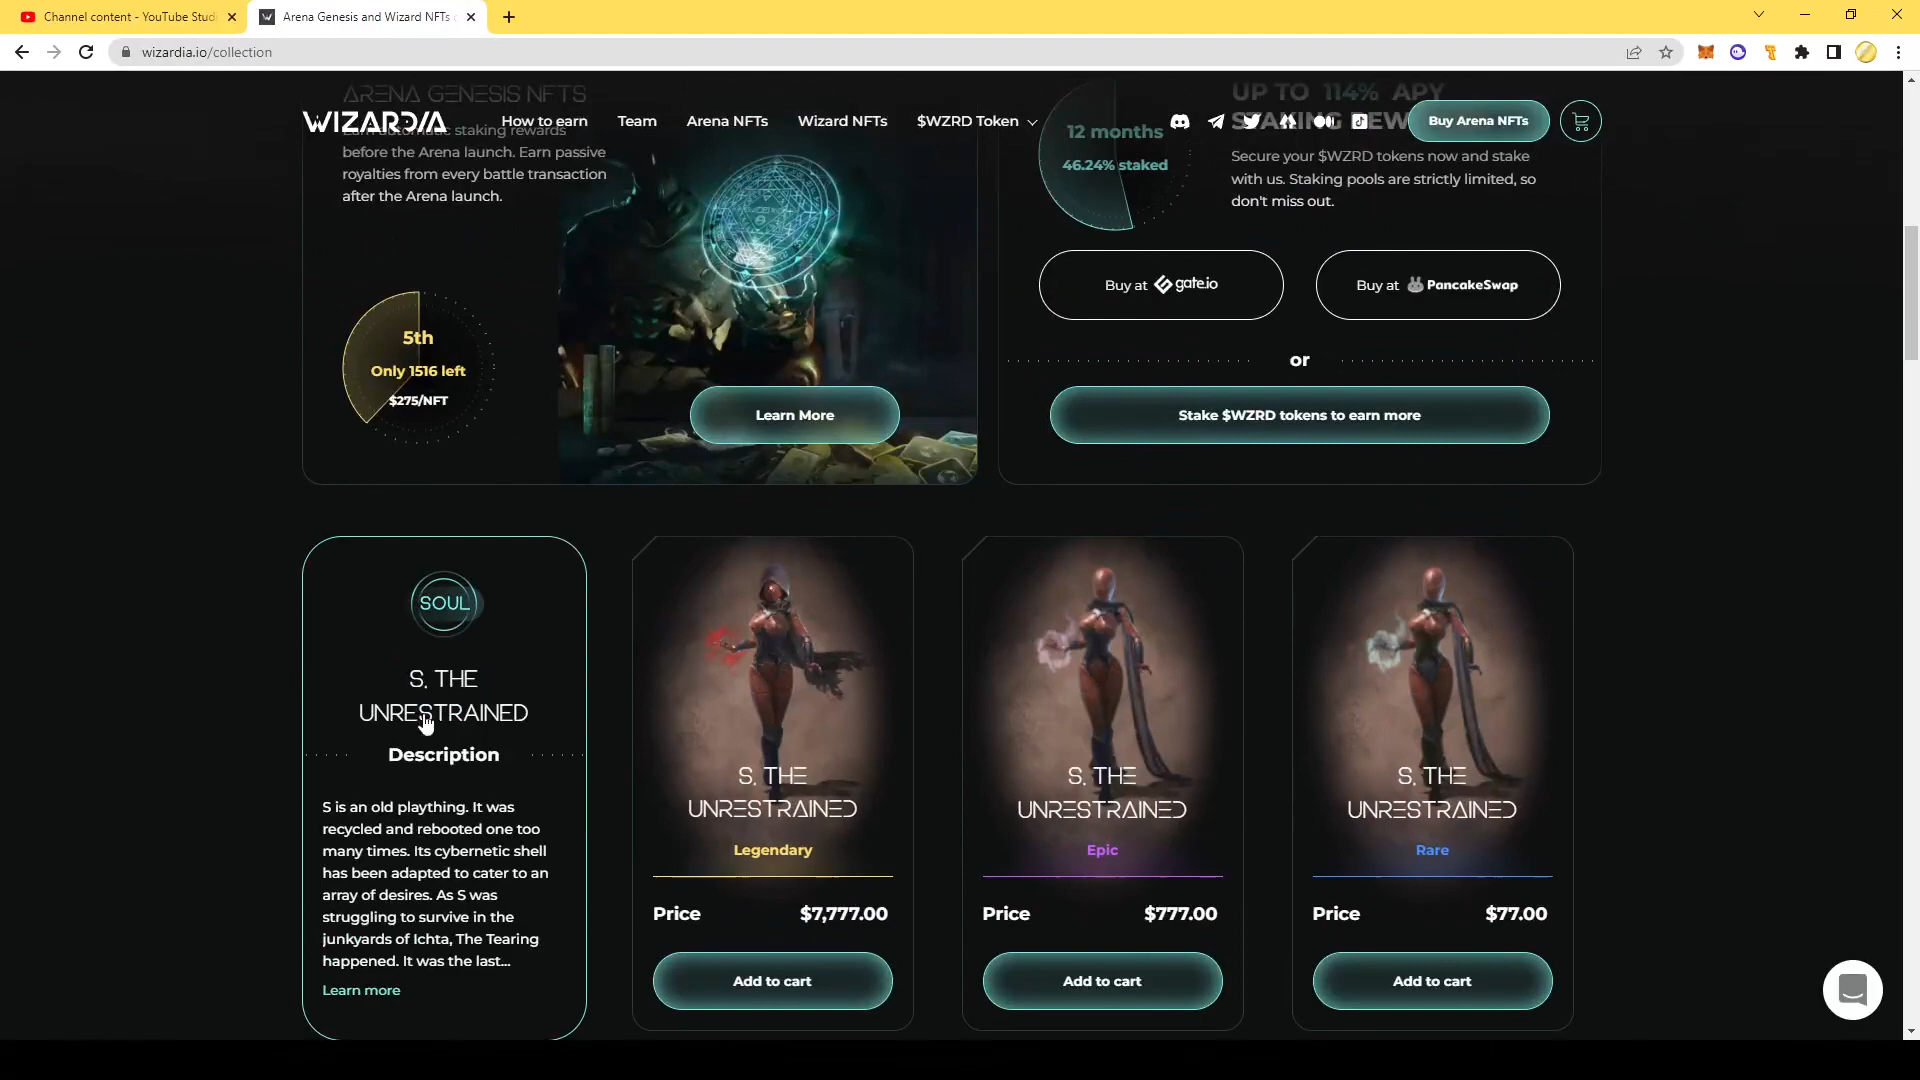 Channel content - YouTube Stud
Arena Genesis and Wizard NFTs
wizardia.io/collection
WIZARDIA
How to earn
Team
Arena NFTs
Wizard NFTs
$WZRD Token
Buy Arena NFTs
ARENA GENESIS NFTS
Earn automatic staking rewards
before the Arena launch. Earn passive
royalties from every battle transaction
after the Arena launch.
5th
Only 1516 left
$275/NFT
Learn More
12 months
46.24% staked
UP TO 114% APY
Secure your $WZRD tokens now and stake
with us. Staking pools are strictly limited, so
don't miss out.
Buy at gate.io
Buy at PancakeSwap
or
Stake $WZRD tokens to earn more
SOUL
S, THE
UNRESTRAINED
Description
S is an old plaything. It was
recycled and rebooted one too
many times. Its cybernetic shell
has been adapted to cater to an
array of desires. As S was
struggling to survive in the
junkyards of Ichta, The Tearing
happened. It was the last...
Learn more
S, THE
UNRESTRAINED
Legendary
Price $7,777.00
Add to cart
S, THE
UNRESTRAINED
Epic
Price $777.00
Add to cart
S, THE
UNRESTRAINED
Rare
Price $77.00
Add to cart